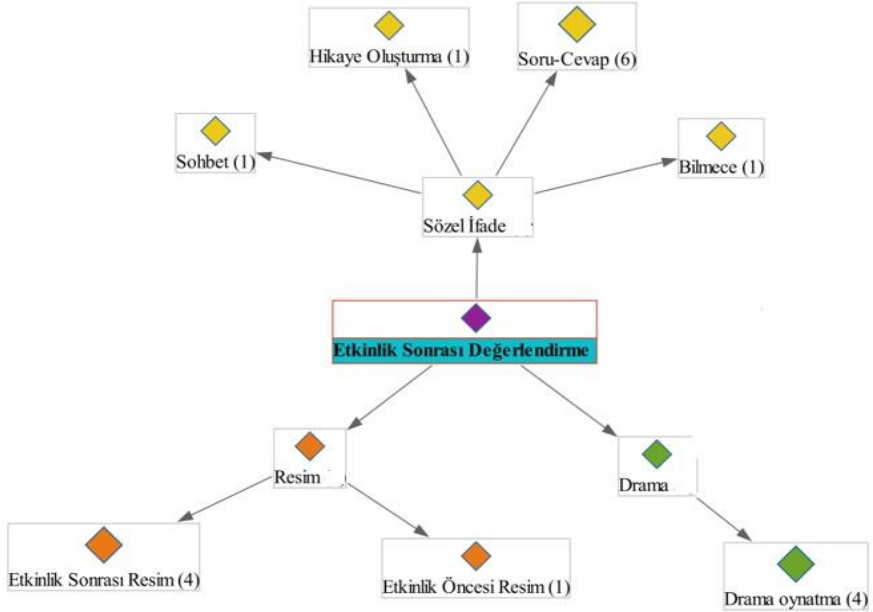 Hikaye Oluşturma (1)
Soru-Cevap (6)
Sohbet (1)
Bilmece (1)
Sözel İfade
Etkinlik Sonrası Değerlendirme
Resim
Drama
Etkinlik Sonrası Resim (4)
Etkinlik Öncesi Resim (1)
Drama oynatma (4)